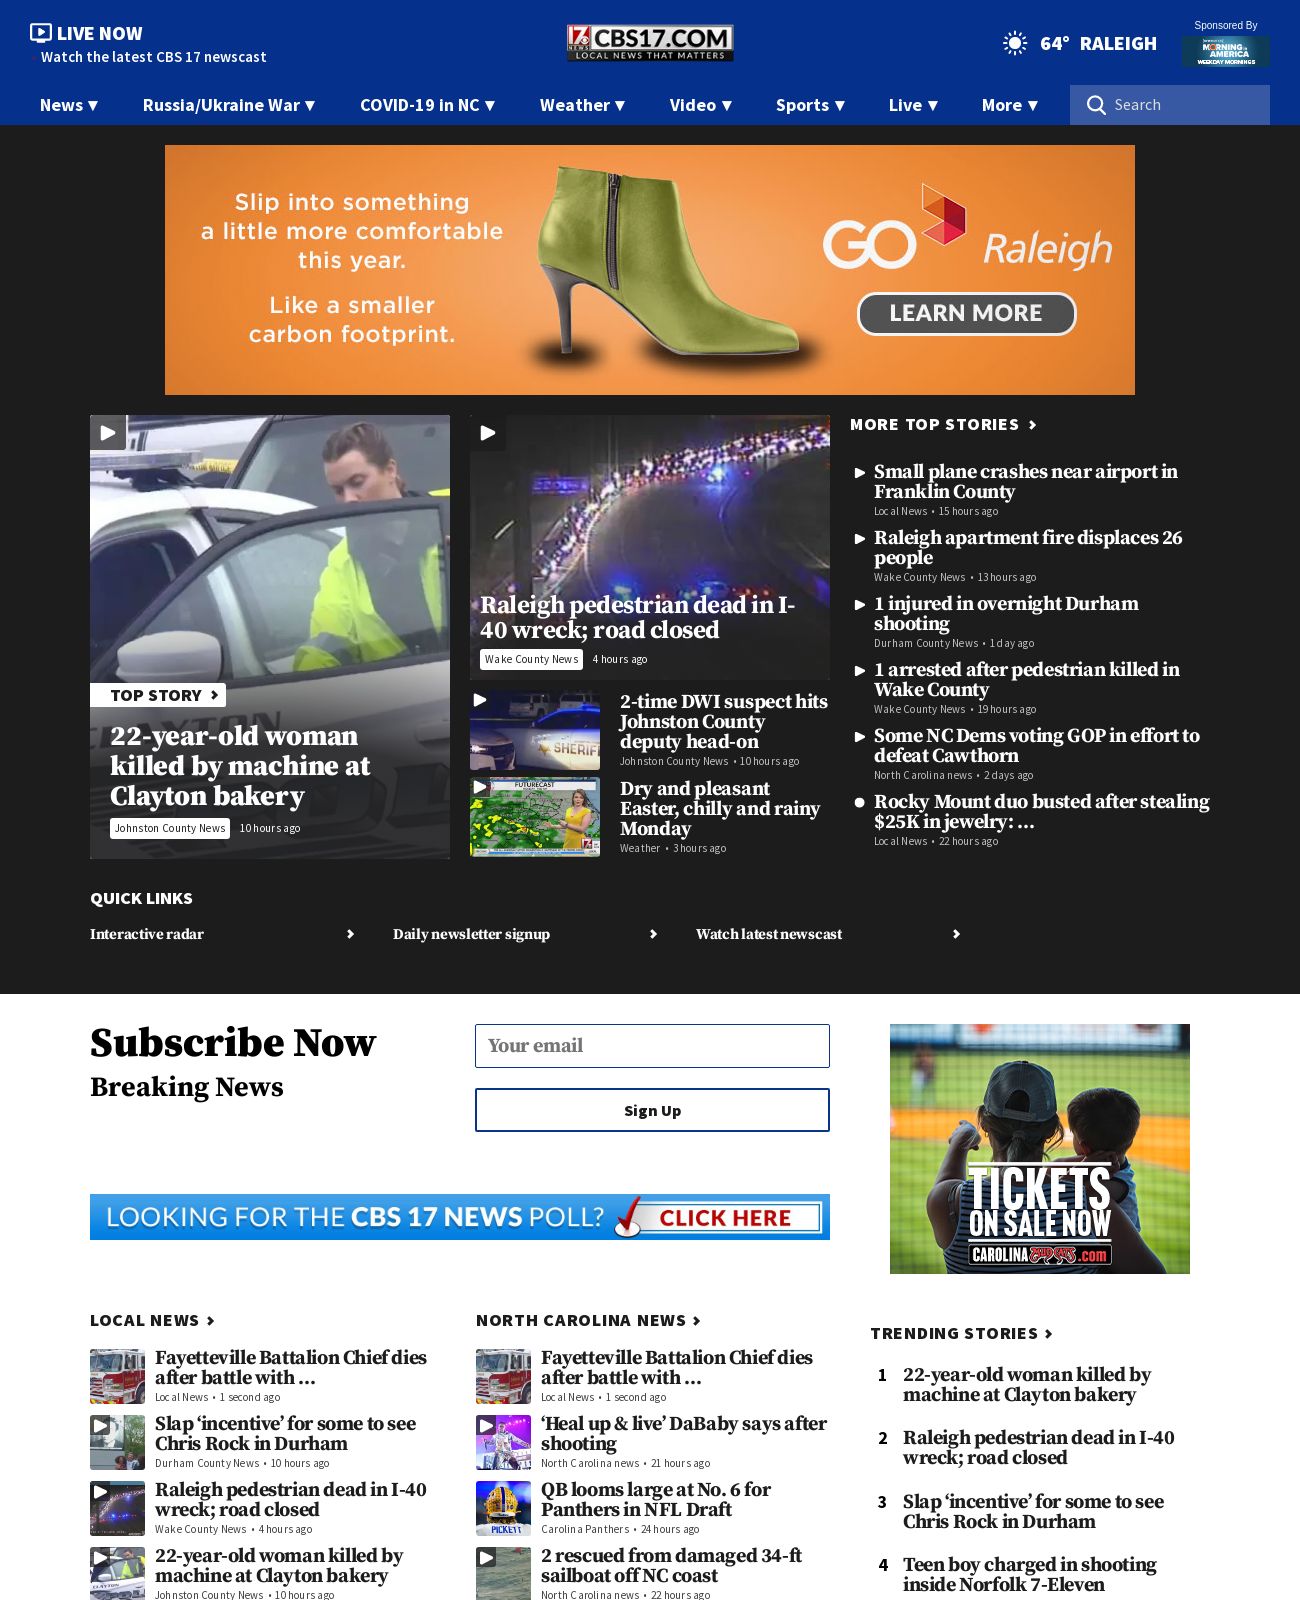 LIVE NOW
Watch the latest CBS 17 newscast
17 NEWS CBS17.COM
LOCAL NEWS THAT MATTERS
64° RALEIGH
Sponsored By
MORNING IN
AMERICA
WEEKDAY MORNINGS
News ▼ Russia/Ukraine War ▼ COVID-19 in NC ▼ Weather ▼ Video ▼ Sports ▼ Live ▼ More ▼ Search
Slip into something
a little more comfortable
this year.
Like a smaller
carbon footprint.
GO Raleigh
LEARN MORE
TOP STORY
22-year-old woman
killed by machine at
Clayton bakery
Johnston County News 10 hours ago
Raleigh pedestrian dead in I-
40 wreck; road closed
Wake County News 4 hours ago
SHERIFF
2-time DWI suspect hits
Johnston County
deputy head-on
Johnston County News • 10 hours ago
FUTURECAST
Dry and pleasant
Easter, chilly and rainy
Monday
Weather • 3 hours ago
MORE TOP STORIES
Small plane crashes near airport in
Franklin County
Local News • 15 hours ago
Raleigh apartment fire displaces 26
people
Wake County News • 13 hours ago
1 injured in overnight Durham
shooting
Durham County News • 1 day ago
1 arrested after pedestrian killed in
Wake County
Wake County News • 19 hours ago
Some NC Dems voting GOP in effort to
defeat Cawthorn
North Carolina news • 2 days ago
Rocky Mount duo busted after stealing
$25K in jewelry: …
Local News • 22 hours ago
QUICK LINKS
Interactive radar
Daily newsletter signup
Watch latest newscast
Subscribe Now
Breaking News
Your email
Sign Up
LOOKING FOR THE CBS 17 NEWS POLL? CLICK HERE
TICKETS
ON SALE NOW
CAROLINA MUDCATS.com
LOCAL NEWS
Fayetteville Battalion Chief dies
after battle with …
Local News • 1 second ago
Slap ‘incentive’ for some to see
Chris Rock in Durham
Durham County News • 10 hours ago
Raleigh pedestrian dead in I-40
wreck; road closed
Wake County News • 4 hours ago
22-year-old woman killed by
machine at Clayton bakery
Johnston County News • 10 hours ago
NORTH CAROLINA NEWS
Fayetteville Battalion Chief dies
after battle with …
Local News • 1 second ago
‘Heal up & live’ DaBaby says after
shooting
North Carolina news • 21 hours ago
PICKETT
QB looms large at No. 6 for
Panthers in NFL Draft
Carolina Panthers • 24 hours ago
2 rescued from damaged 34-ft
sailboat off NC coast
North Carolina news • 22 hours ago
TRENDING STORIES
1 22-year-old woman killed by
machine at Clayton bakery
2 Raleigh pedestrian dead in I-40
wreck; road closed
3 Slap ‘incentive’ for some to see
Chris Rock in Durham
4 Teen boy charged in shooting
inside Norfolk 7-Eleven